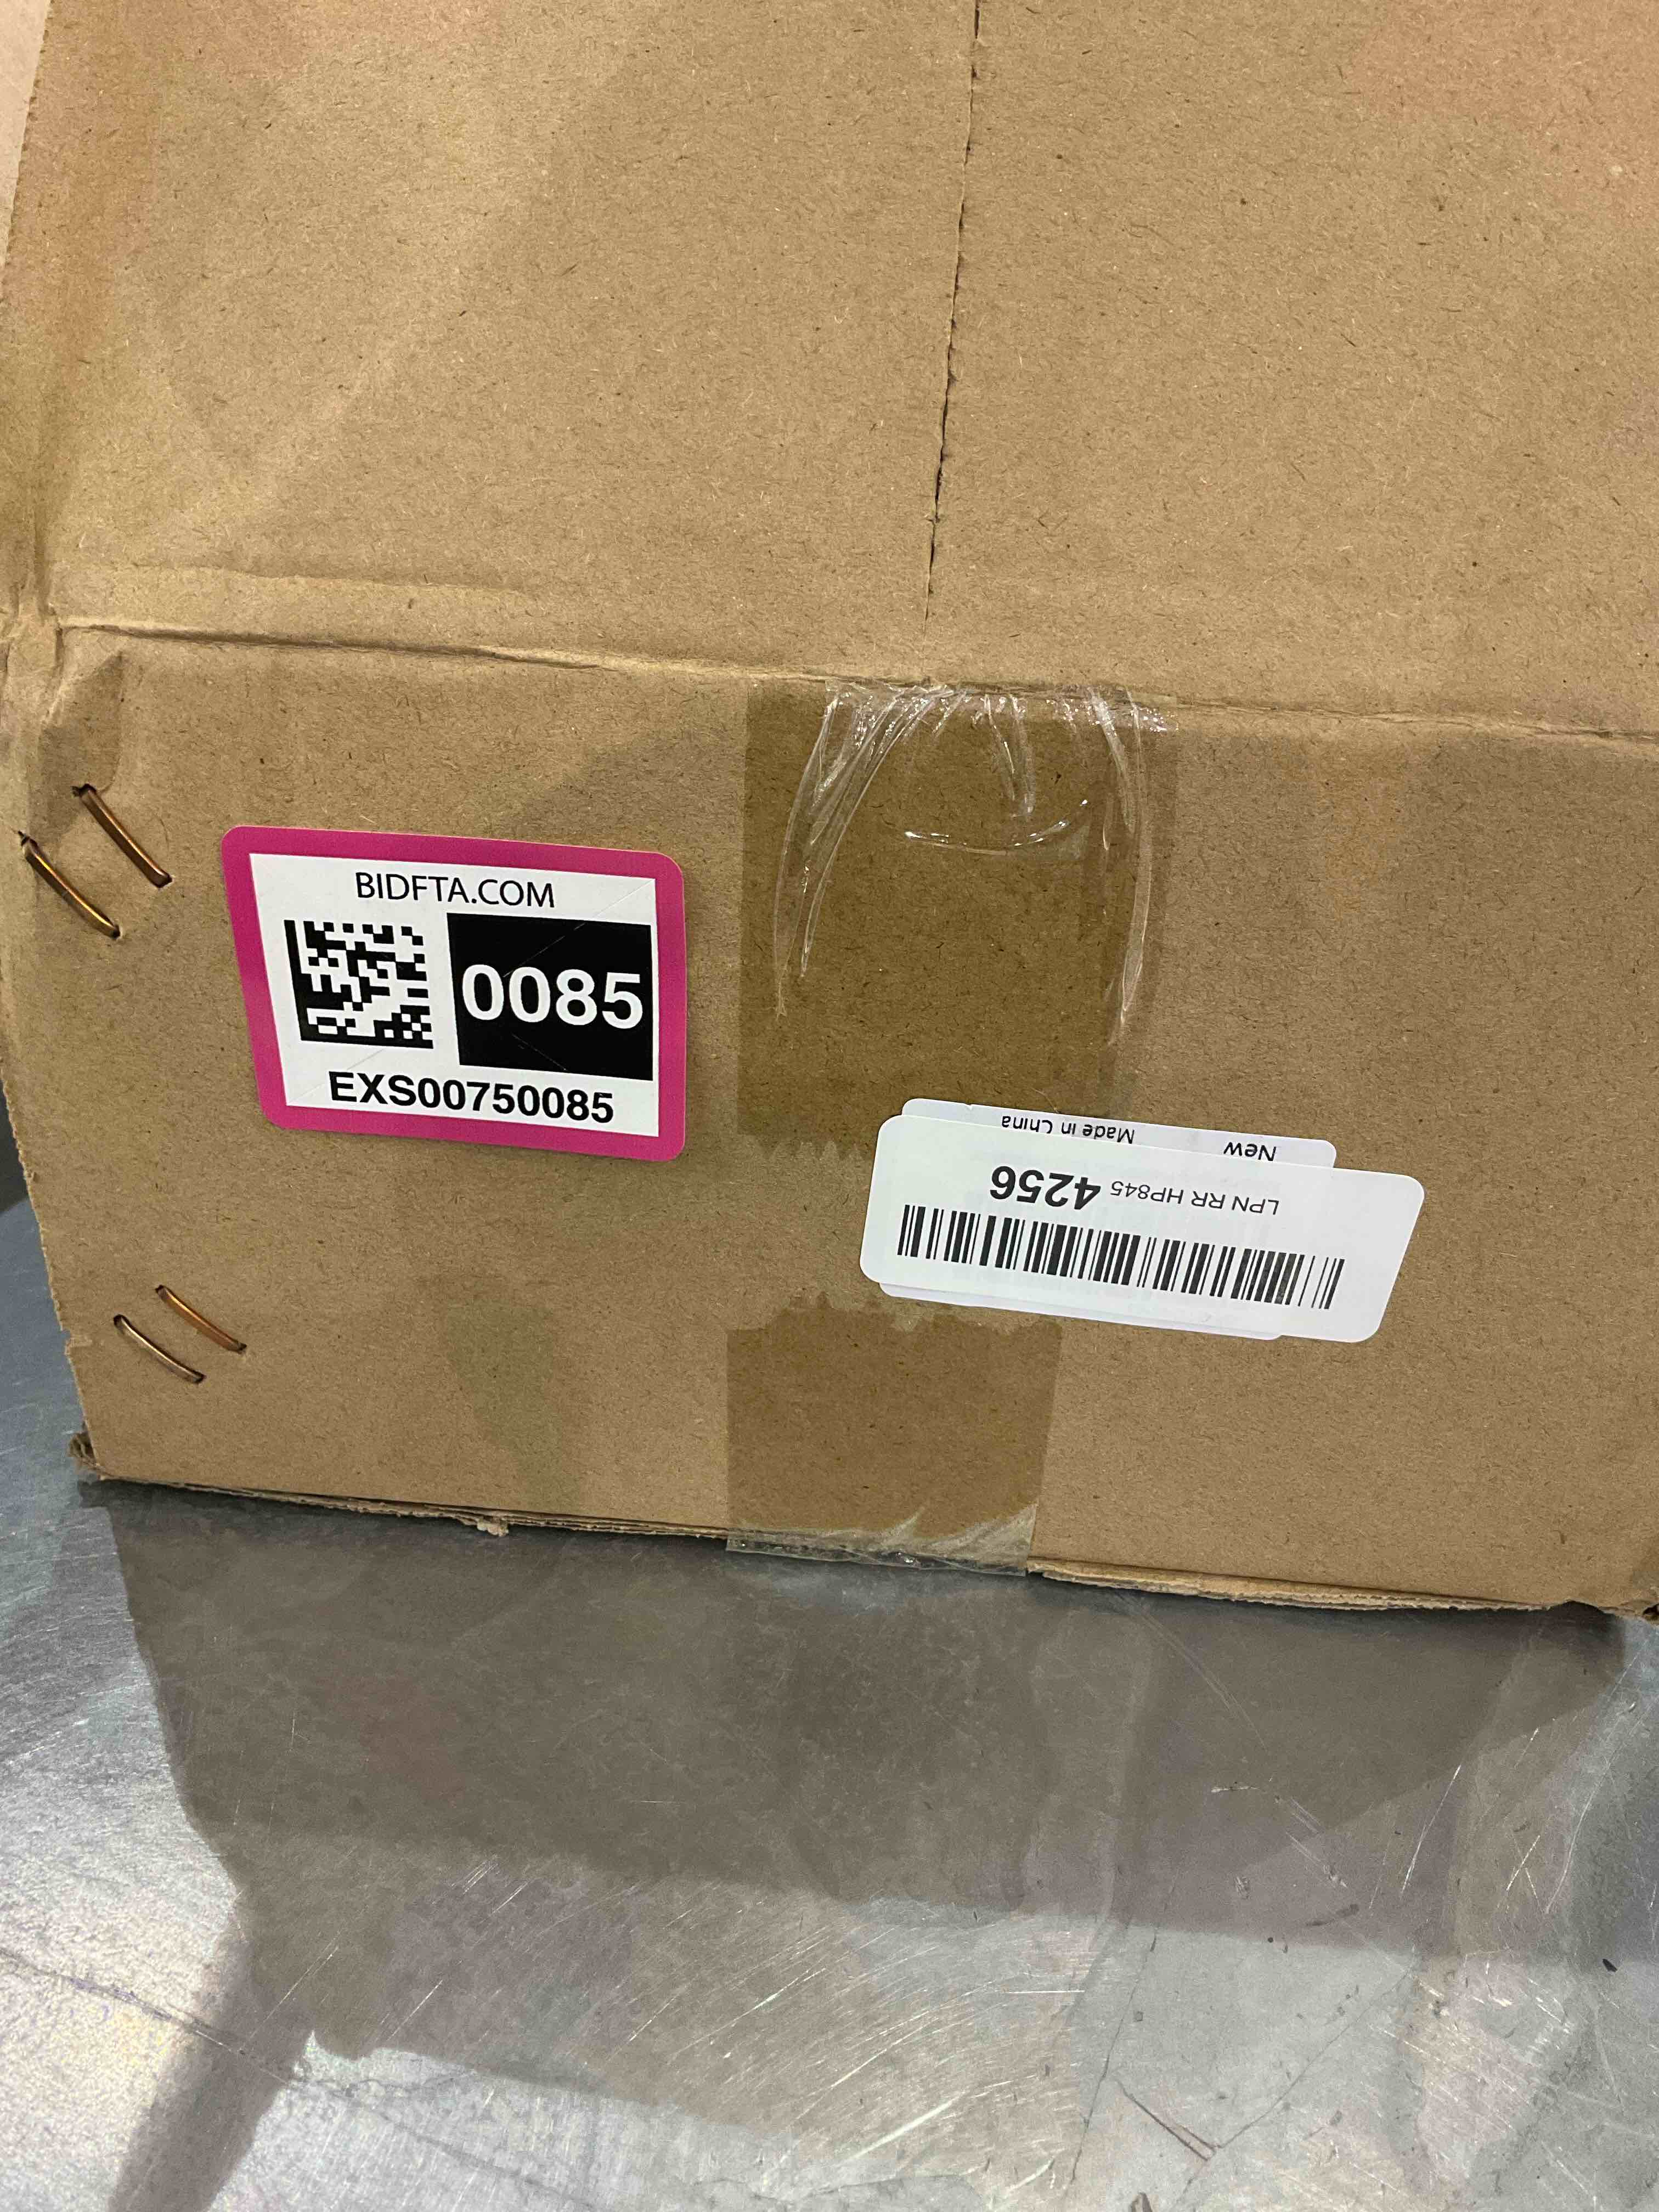 BIDFTA.COM
0085
EXS00750085
LPN RR HP845 4256
New
Made in China